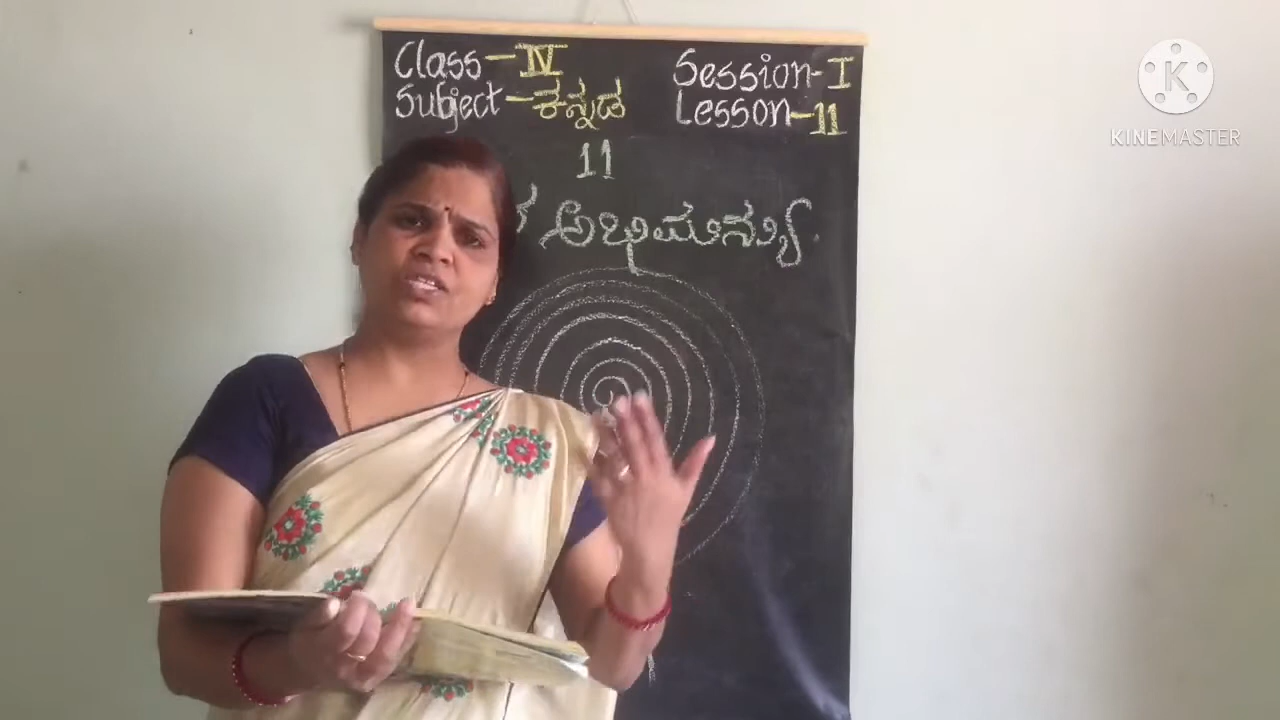 Class - IV
Session - I
Subject - ಕನ್ನಡ
Lesson - 11
11
ಅಭಿಮನ್ಯು.
K
KINEMASTER